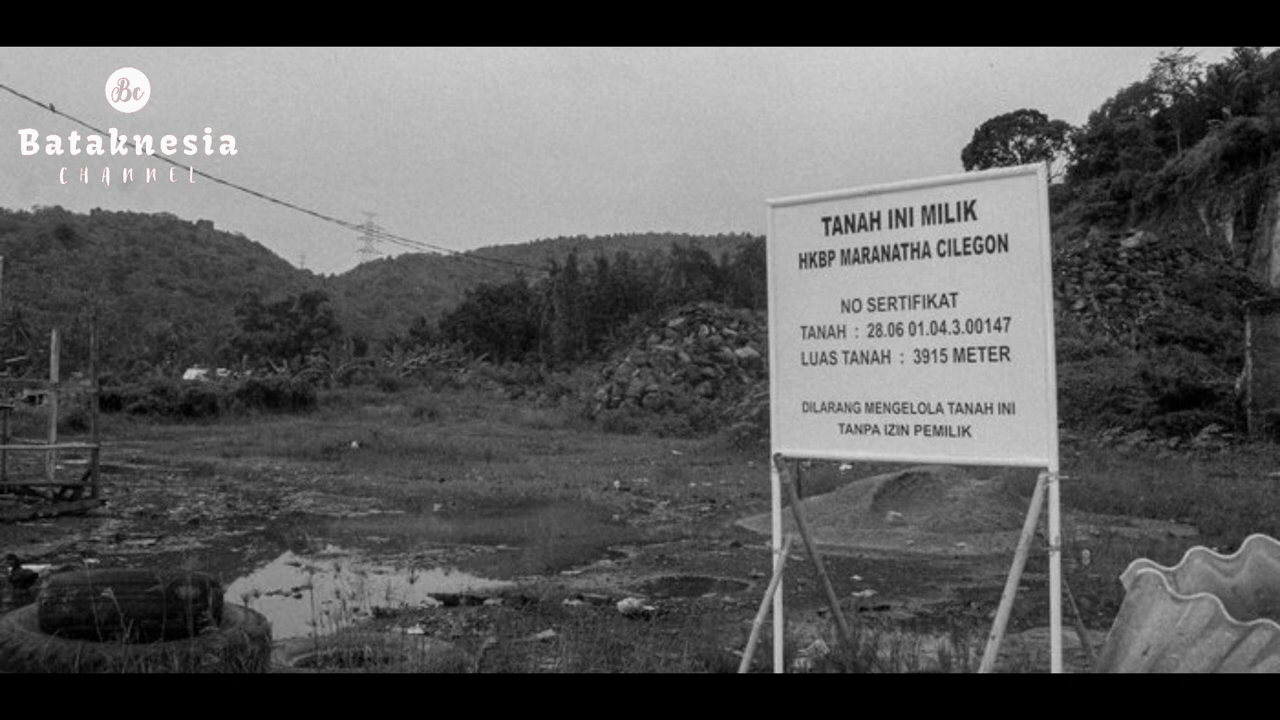 Bc
Bataknesia
CHANNEL
TANAH INI MILIK
HKBP MARANATHA CILEGON
NO SERTIFIKAT
TANAH : 28.06 01.04.3.00147
LUAS TANAH : 3915 METER
DILARANG MENGELOLA TANAH INI
TANPA IZIN PEMILIK